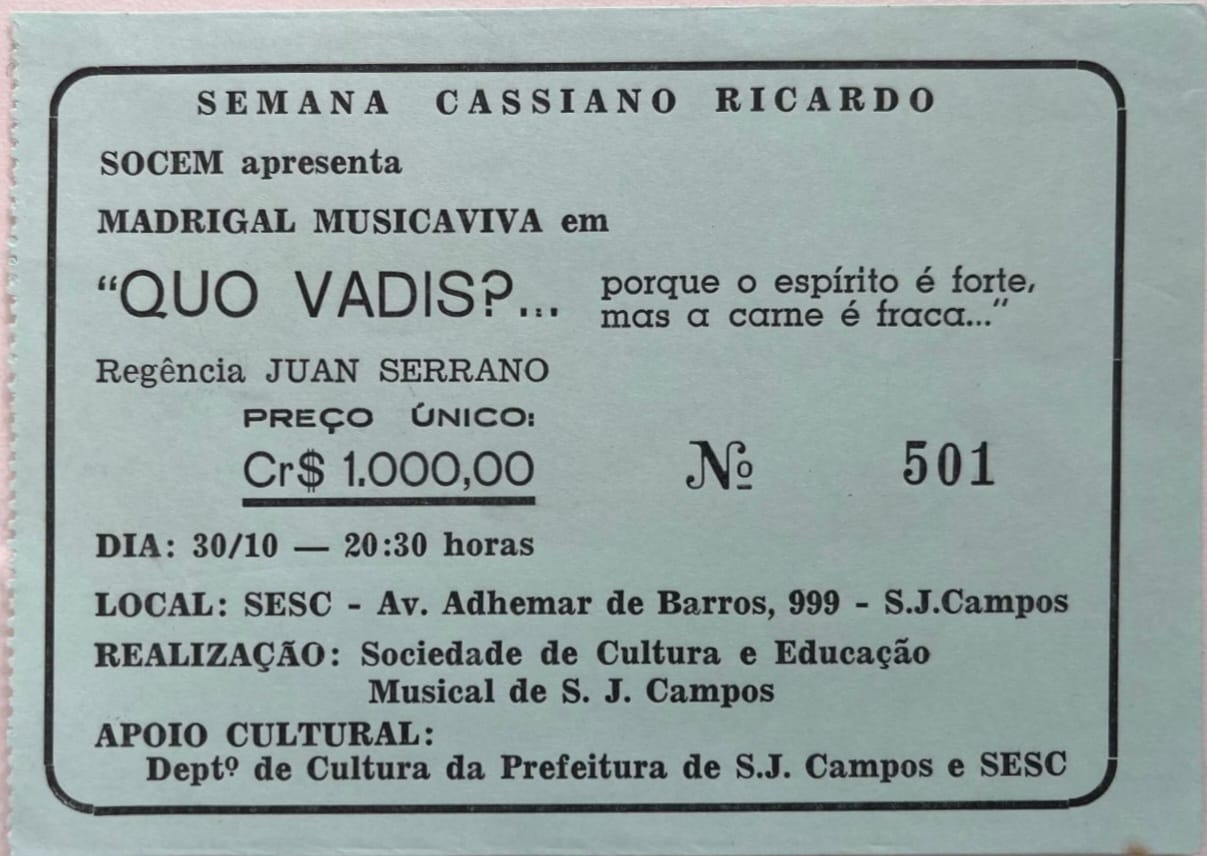 SEMANA CASSIANO RICARDO
SOCEM apresenta
MADRIGAL MUSICAVIVA em
"QUO VADIS?... porque o espírito é forte,
mas a carne é fraca..."
Regência JUAN SERRANO
PREÇO ÚNICO:
Cr$ 1.000,00
Nº 501
DIA: 30/10 — 20:30 horas
LOCAL: SESC - Av. Adhemar de Barros, 999 - S.J.Campos
REALIZAÇÃO: Sociedade de Cultura e Educação
Musical de S. J. Campos
APOIO CULTURAL:
Deptº de Cultura da Prefeitura de S.J. Campos e SESC